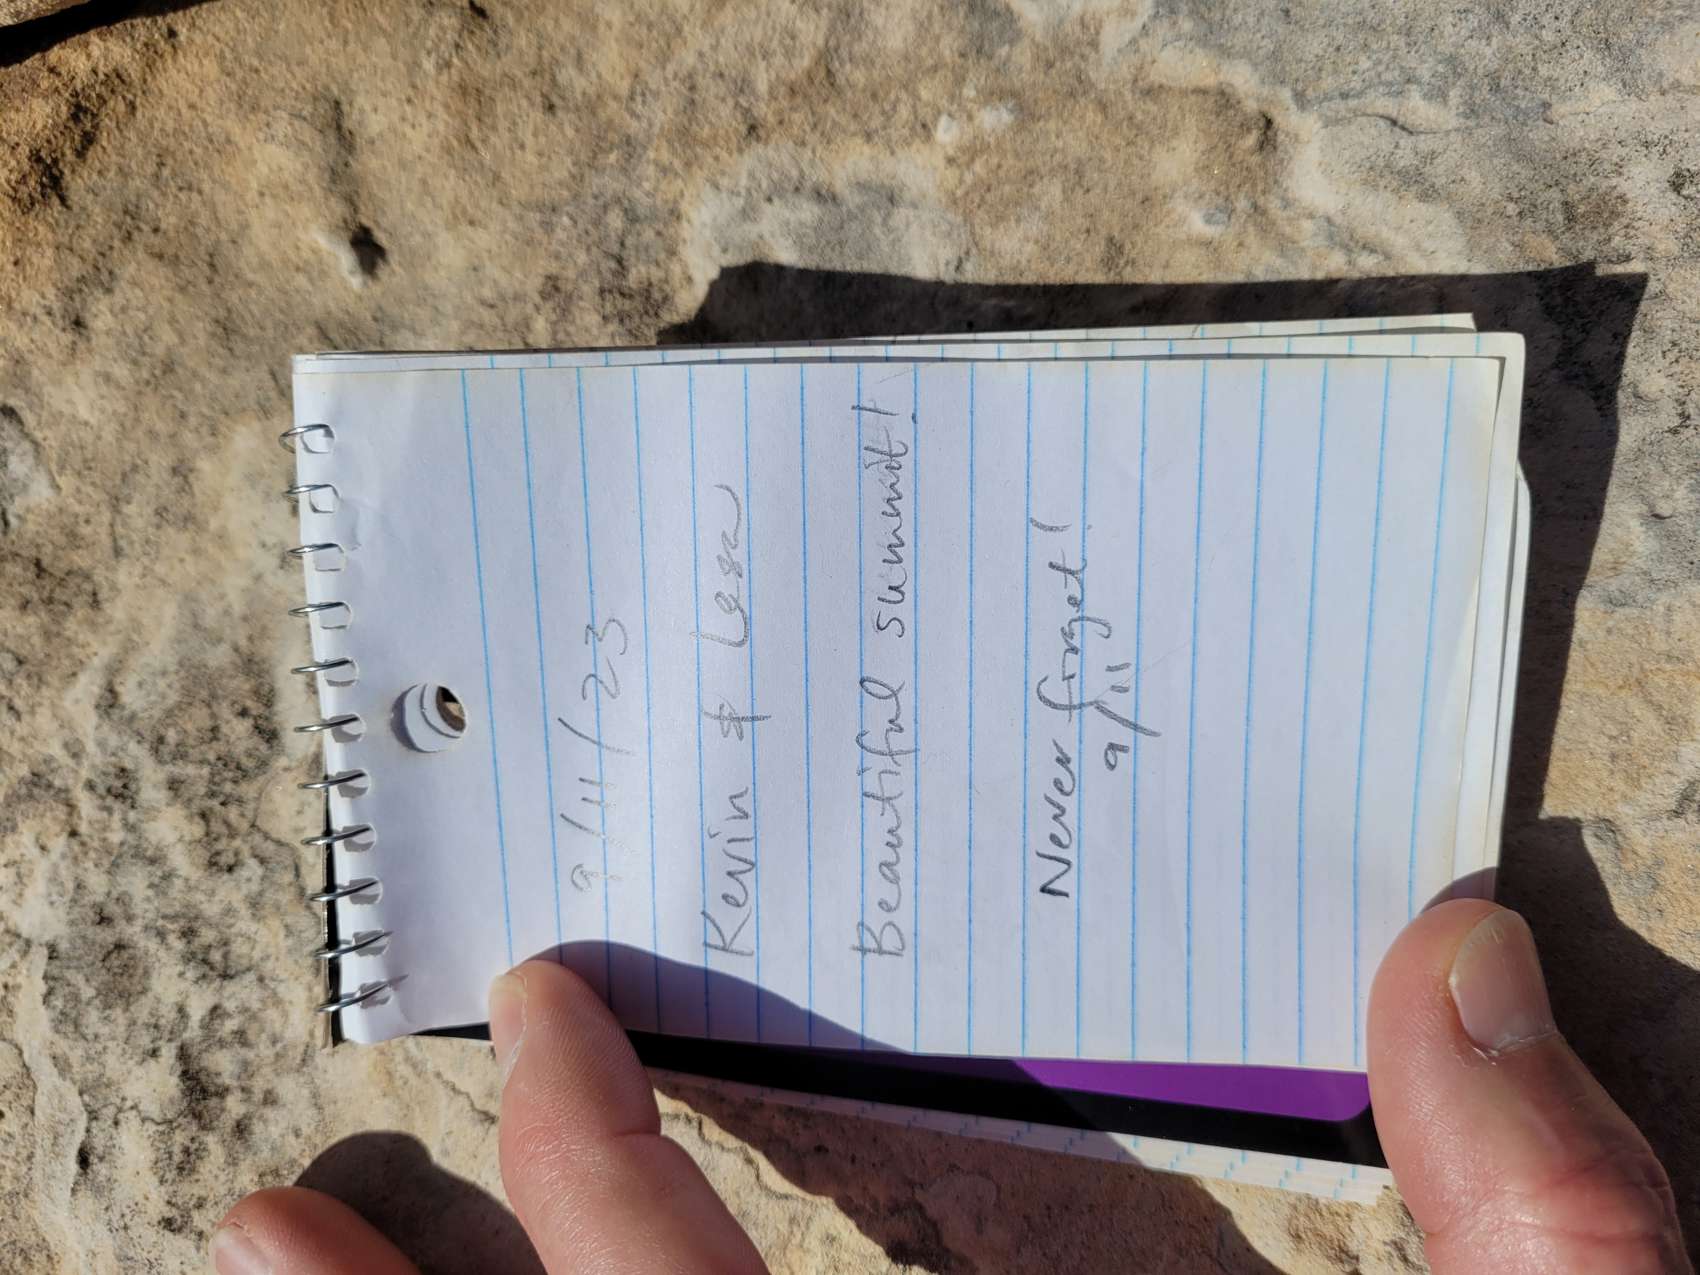 9/11/23
Kevin & Lesa
Beautiful summit!
Never forget!
9/11